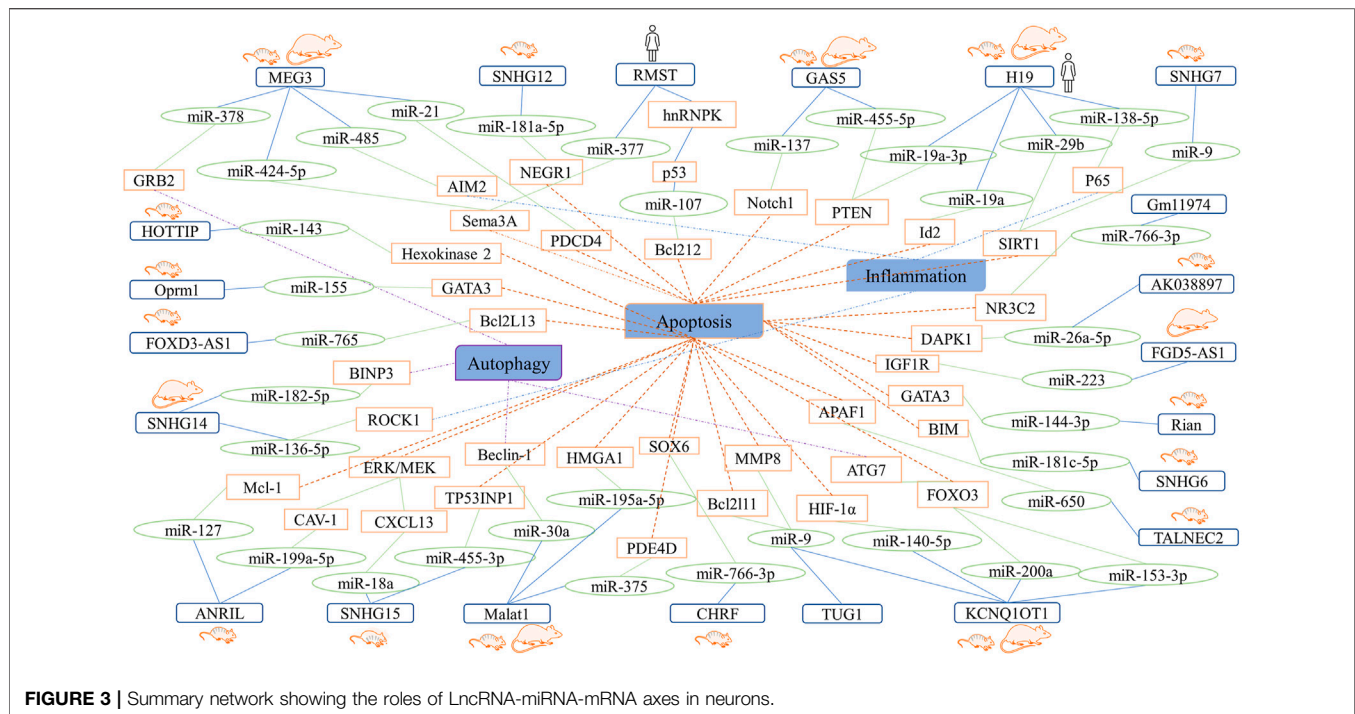 MEG3
SNHG12
RMST
GAS5
H19
SNHG7
miR-378
miR-21
miR-485
miR-181a-5p
hnRNPK
miR-455-5p
miR-138-5p
miR-424-5p
miR-377
miR-137
miR-19a-3p
miR-29b
miR-9
GRB2
AIM2
NEGR1
p53
P65
HOTTIP
miR-143
Sema3A
miR-107
Notch1
PTEN
miR-19a
Gm11974
PDCD4
Id2
SIRT1
miR-766-3p
Hexokinase 2
Bcl212
Inflammation
AK038897
Oprm1
miR-155
GATA3
NR3C2
Bcl2L13
Apoptosis
FOXD3-AS1
miR-765
DAPK1
miR-26a-5p
FGD5-AS1
Autophagy
IGF1R
miR-223
BINP3
miR-182-5p
GATA3
SNHG14
ROCK1
APAF1
miR-144-3p
Rian
miR-136-5p
BIM
ERK/MEK
Beclin-1
HMGA1
SOX6
MMP8
ATG7
miR-181c-5p
SNHG6
Mcl-1
TP53INP1
miR-195a-5p
Bcl2l11
HIF-1α
FOXO3
miR-650
CAV-1
CXCL13
miR-127
miR-30a
miR-9
miR-140-5p
TALNEC2
miR-199a-5p
miR-455-3p
PDE4D
miR-18a
miR-375
miR-766-3p
miR-200a
miR-153-3p
ANRIL
SNHG15
Malat1
CHRF
TUG1
KCNQ1OT1
FIGURE 3 | Summary network showing the roles of LncRNA-miRNA-mRNA axes in neurons.